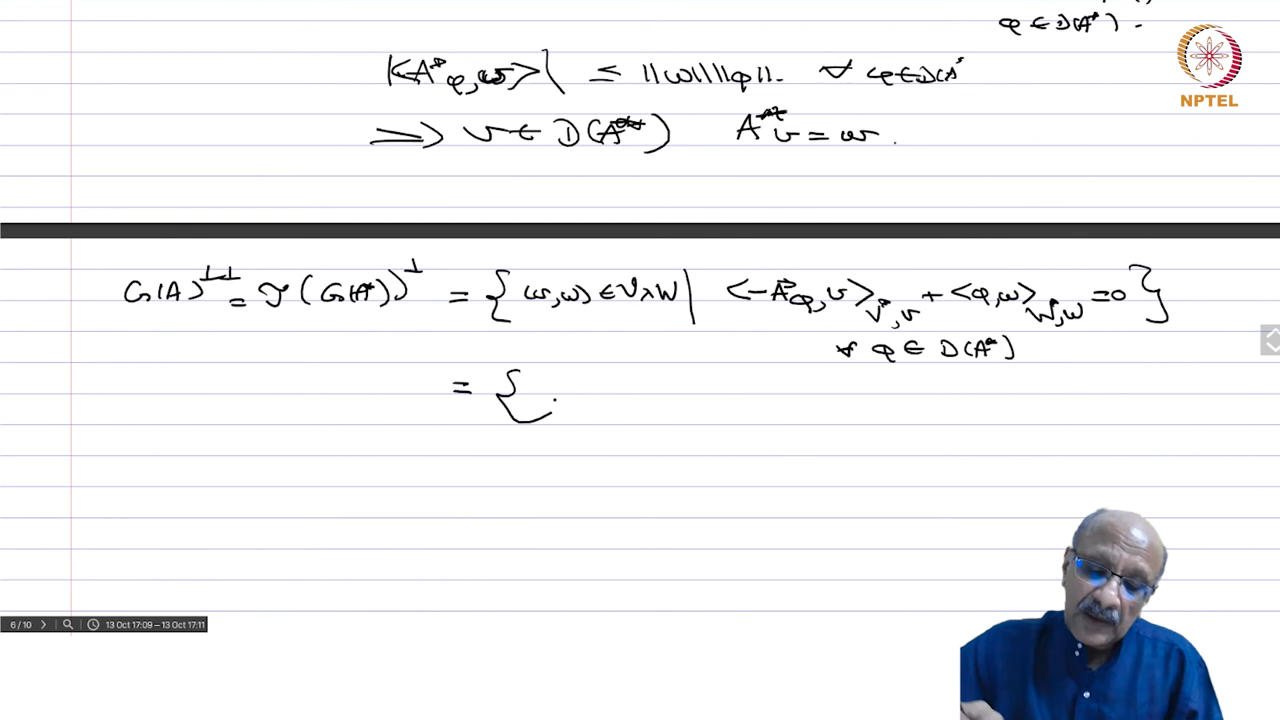 φ ∈ D(A*) -
|<A*φ, w>| ≤ ||w|| ||φ||. ∀ φ ∈ D(A*
NPTEL
⟹ v ∈ D(A**) A**v = w.
G(A)^⊥⊥ = J(G(A*))^⊥ = { (v,w) ∈ V×W | <-A*φ, v>_{V*,V} + <φ,w>_{W*,W} = 0 }
∀ φ ∈ D(A*)
= {
6/10 > 13 Oct 17:09 – 13 Oct 17:11